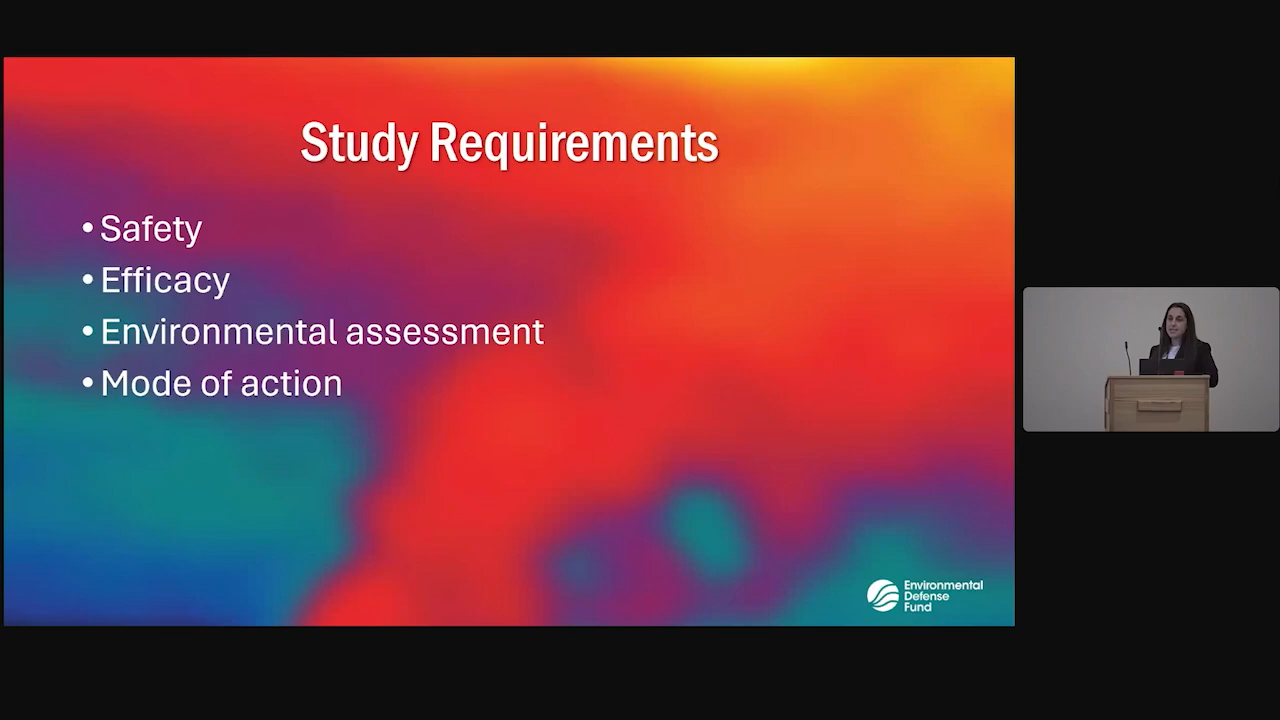 Study Requirements
• Safety
• Efficacy
• Environmental assessment
• Mode of action
Environmental
Defense
Fund